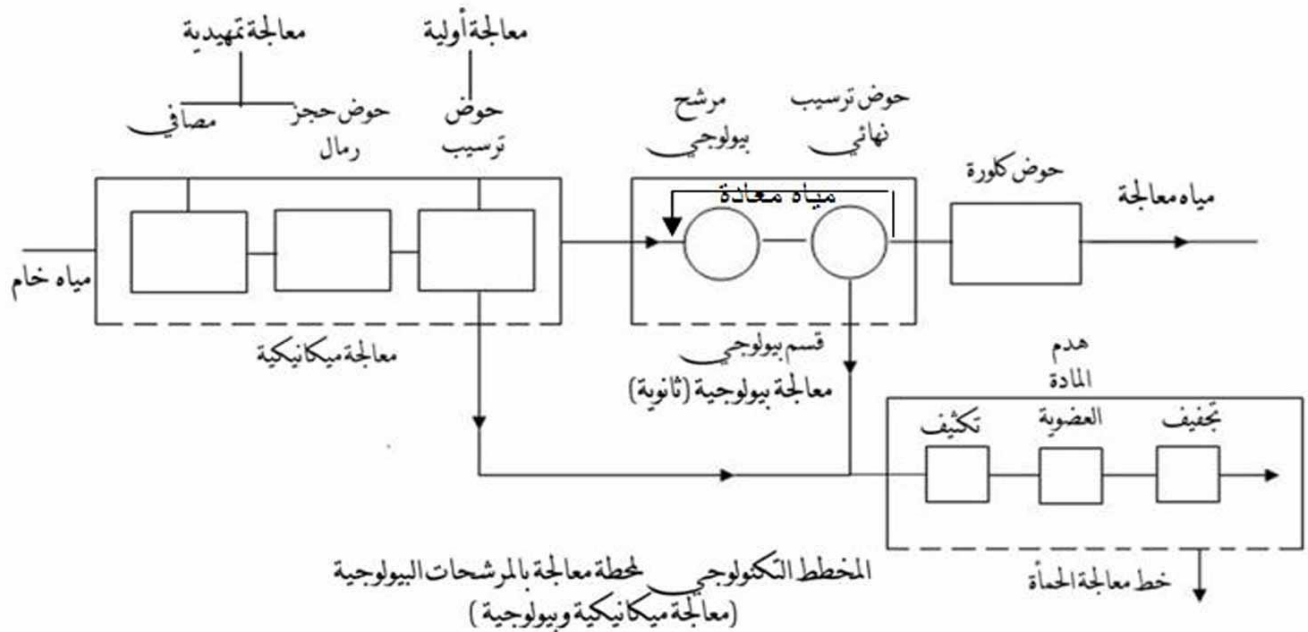 معالجة تمهيدية
معالجة أولية
مصافي
حوض حجز
رمال
حوض
ترسيب
مرشح
بيولوجي
حوض ترسيب
نهائي
حوض كلورة
مياه معالجة
مياه معادة
مياه خام
معالجة ميكانيكية
قسم بيولوجي
معالجة بيولوجية (ثانوية)
تكثيف
هدم
المادة
العضوية
تجفيف
خط معالجة الحمأة
المخطط التكنولوجي لمحطة معالجة بالمرشحات البيولوجية
(معالجة ميكانيكية وبيولوجية)